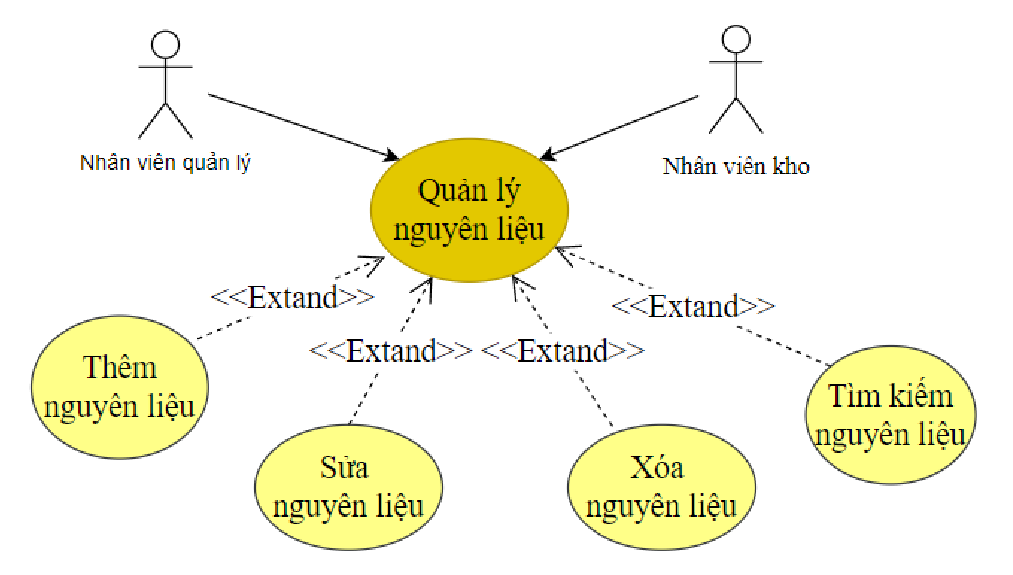 Nhân viên quản lý
Nhân viên kho
Quản lý
nguyên liệu
<<Extand>>
<<Extand>>
<<Extand>>
<<Extand>>
Thêm
nguyên liệu
Sửa
nguyên liệu
Xóa
nguyên liệu
Tìm kiếm
nguyên liệu